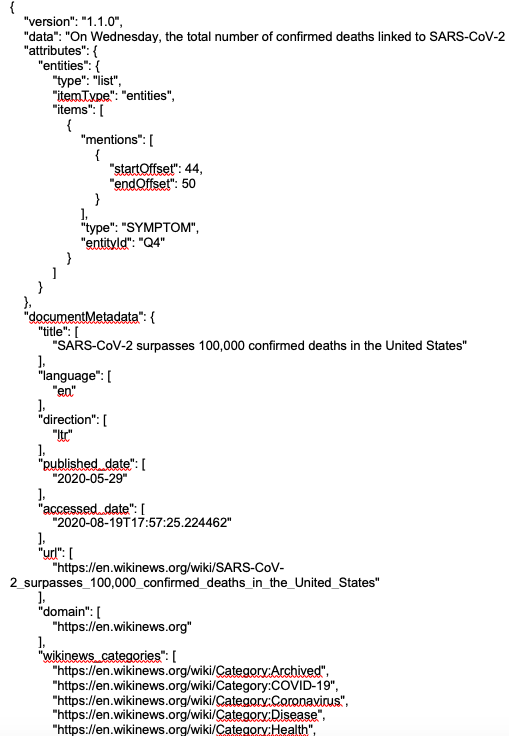 {
"version": "1.1.0",
"data": "On Wednesday, the total number of confirmed deaths linked to SARS-CoV-2
"attributes": {
"entities": {
"type": "list",
"itemType": "entities",
"items": [
{
"mentions": [
{
"startOffset": 44,
"endOffset": 50
}
],
"type": "SYMPTOM",
"entityId": "Q4"
}
]
}
},
"documentMetadata": {
"title": [
"SARS-CoV-2 surpasses 100,000 confirmed deaths in the United States"
],
"language": [
"en"
],
"direction": [
"ltr"
],
"published_date": [
"2020-05-29"
],
"accessed_date": [
"2020-08-19T17:57:25.224462"
],
"url": [
"https://en.wikinews.org/wiki/SARS-CoV-
2_surpasses_100,000_confirmed_deaths_in_the_United_States"
],
"domain": [
"https://en.wikinews.org"
],
"wikinews_categories": [
"https://en.wikinews.org/wiki/Category:Archived",
"https://en.wikinews.org/wiki/Category:COVID-19",
"https://en.wikinews.org/wiki/Category:Coronavirus",
"https://en.wikinews.org/wiki/Category:Disease",
"https://en.wikinews.org/wiki/Category:Health",